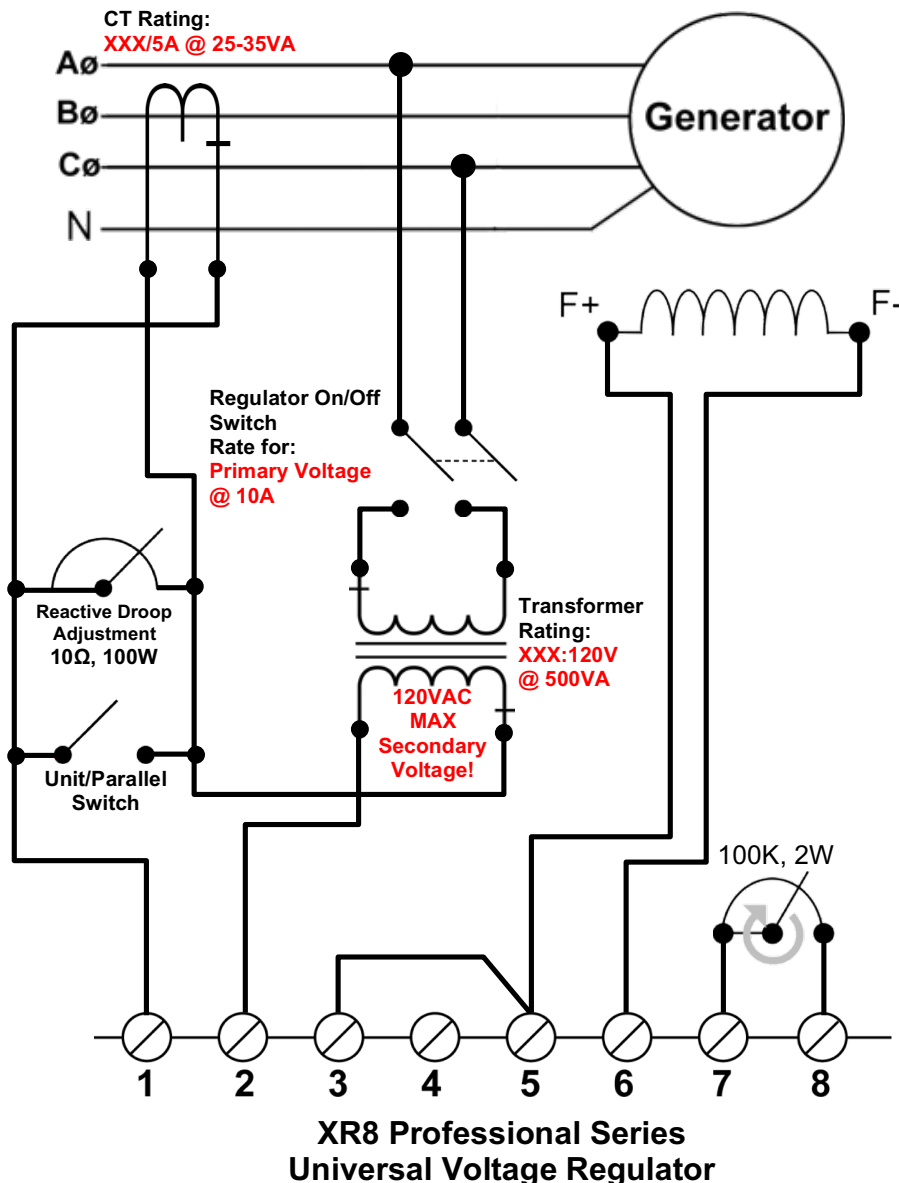 CT Rating:
XXX/5A @ 25-35VA
Aø
Bø
Cø
N
Generator
F+
F-
Regulator On/Off
Switch
Rate for:
Primary Voltage
@ 10A
Reactive Droop
Adjustment
10Ω, 100W
Transformer
Rating:
XXX:120V
@ 500VA
120VAC
MAX
Secondary
Voltage!
Unit/Parallel
Switch
100K, 2W
1 2 3 4 5 6 7 8
XR8 Professional Series
Universal Voltage Regulator